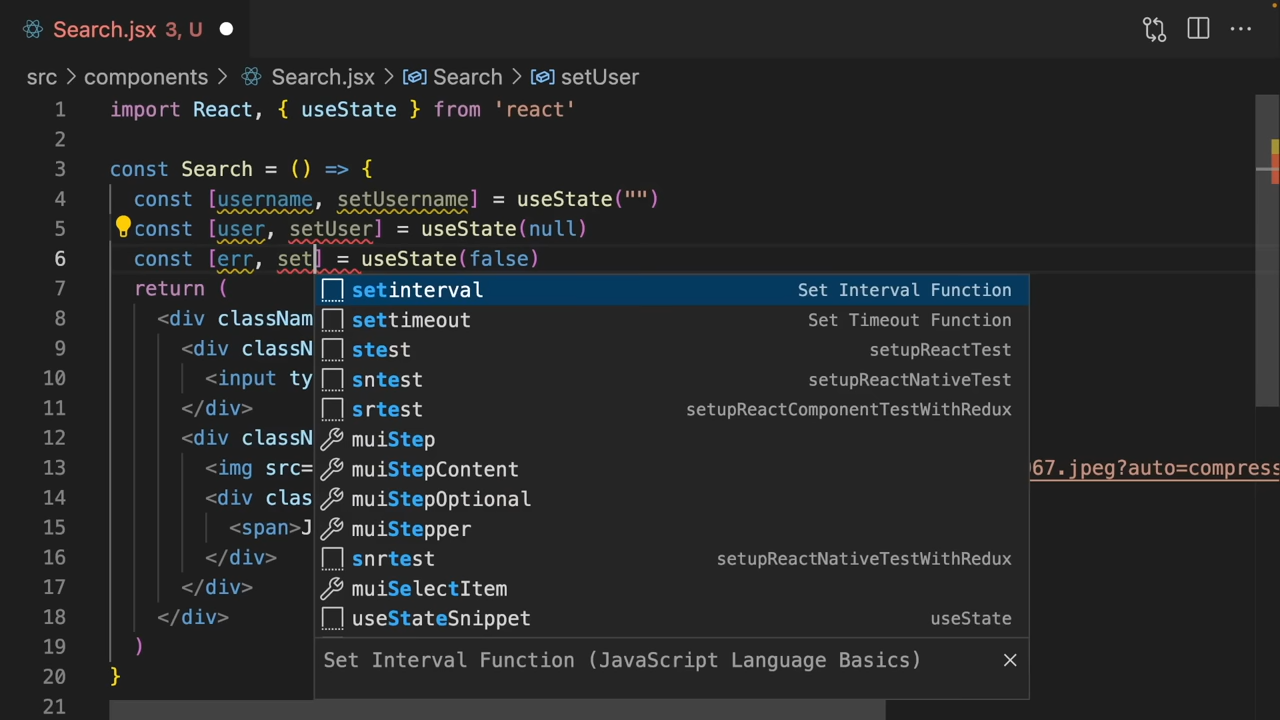 Search.jsx 3, U
src > components > Search.jsx > Search > setUser
1 import React, { useState } from 'react'
2
3 const Search = () => {
4 const [username, setUsername] = useState("")
5 const [user, setUser] = useState(null)
6 const [err, set] = useState(false)
7 return (
setinterval Set Interval Function
8 <div classNam
settimeout Set Timeout Function
9 <div classN
stest setupReactTest
10 <input ty
sntest setupReactNativeTest
11 </div>
srtest setupReactComponentTestWithRedux
12 <div classN
muiStep
13 <img src=
muiStepContent
67.jpeg?auto=compress
14 <div clas
muiStepOptional
15 <span>J
muiStepper
16 </div>
snrtest setupReactNativeTestWithRedux
17 </div>
muiSelectItem
18 </div>
useStateSnippet useState
19 )
Set Interval Function (JavaScript Language Basics)
20 }
21